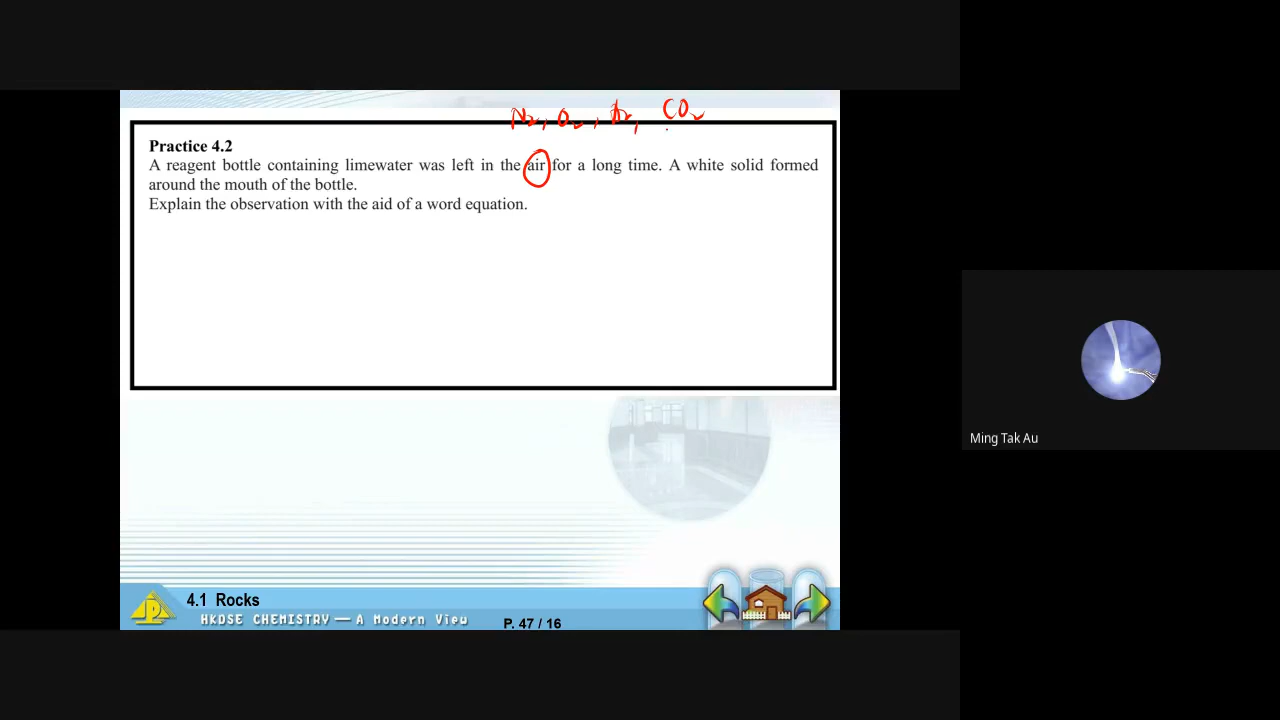 N₂, O₂, Ar, CO₂
Practice 4.2
A reagent bottle containing limewater was left in the air for a long time. A white solid formed
around the mouth of the bottle.
Explain the observation with the aid of a word equation.
Ming Tak Au
4.1 Rocks
HKDSE CHEMISTRY — A Modern View
P. 47 / 16